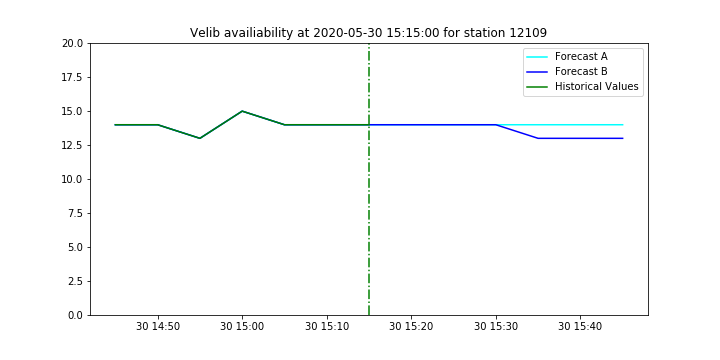 Velib availiability at 2020-05-30 15:15:00 for station 12109
20.0
17.5
15.0
12.5
10.0
7.5
5.0
2.5
0.0
Forecast A
Forecast B
Historical Values
30 14:50 30 15:00 30 15:10 30 15:20 30 15:30 30 15:40